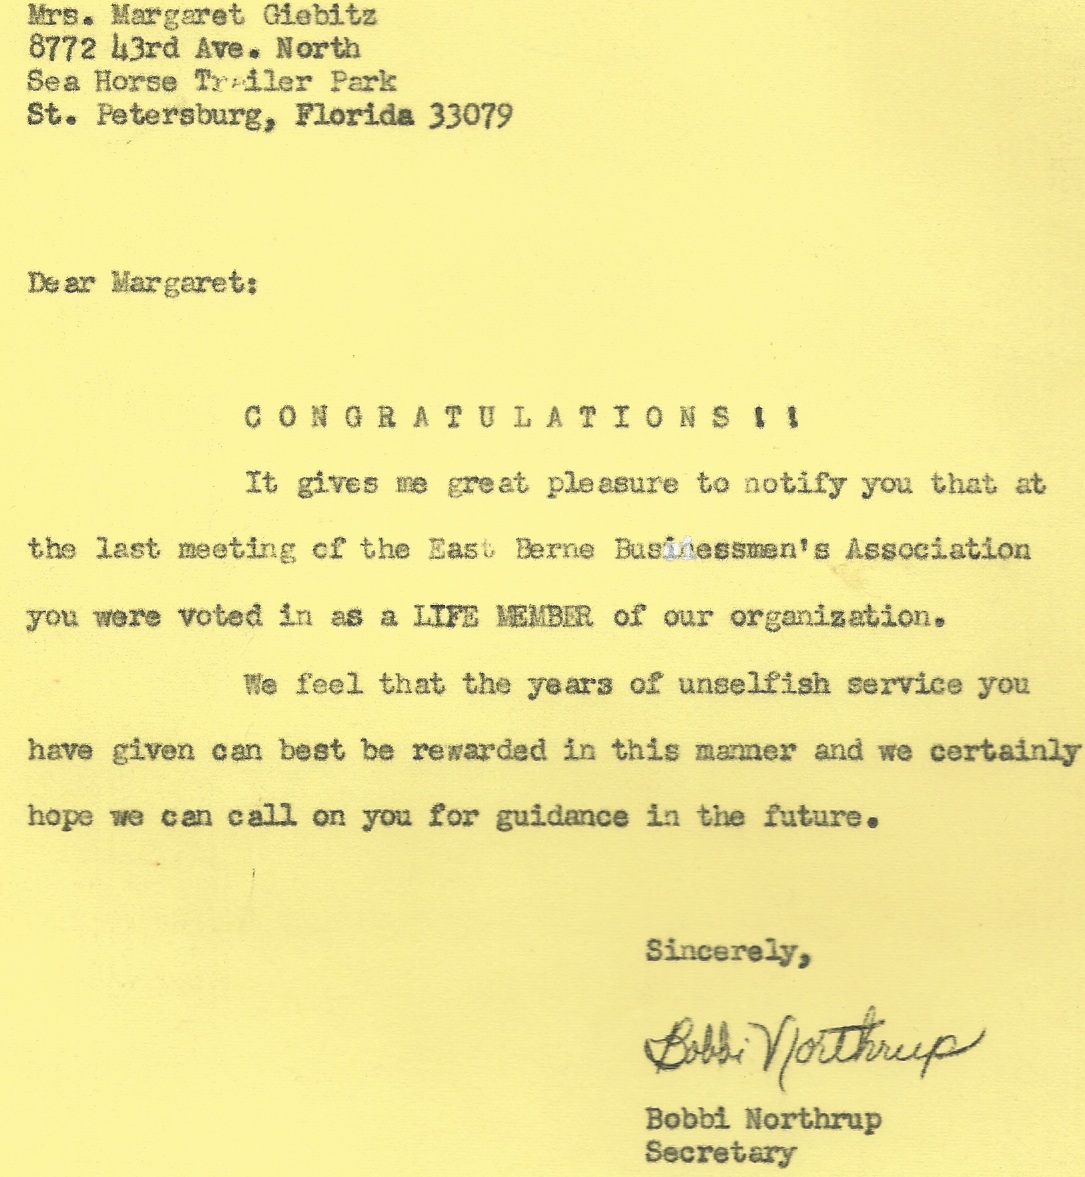 Mrs. Margaret Giebitz
8772 43rd Ave. North
Sea Horse Trailer Park
St. Petersburg, Florida 33079
Dear Margaret:
C O N G R A T U L A T I O N S ! !
It gives me great pleasure to notify you that at
the last meeting of the East Berne Businessmen's Association
you were voted in as a LIFE MEMBER of our organization.
We feel that the years of unselfish service you
have given can best be rewarded in this manner and we certainly
hope we can call on you for guidance in the future.
Sincerely,
Bobbi Northrup
Bobbi Northrup
Secretary